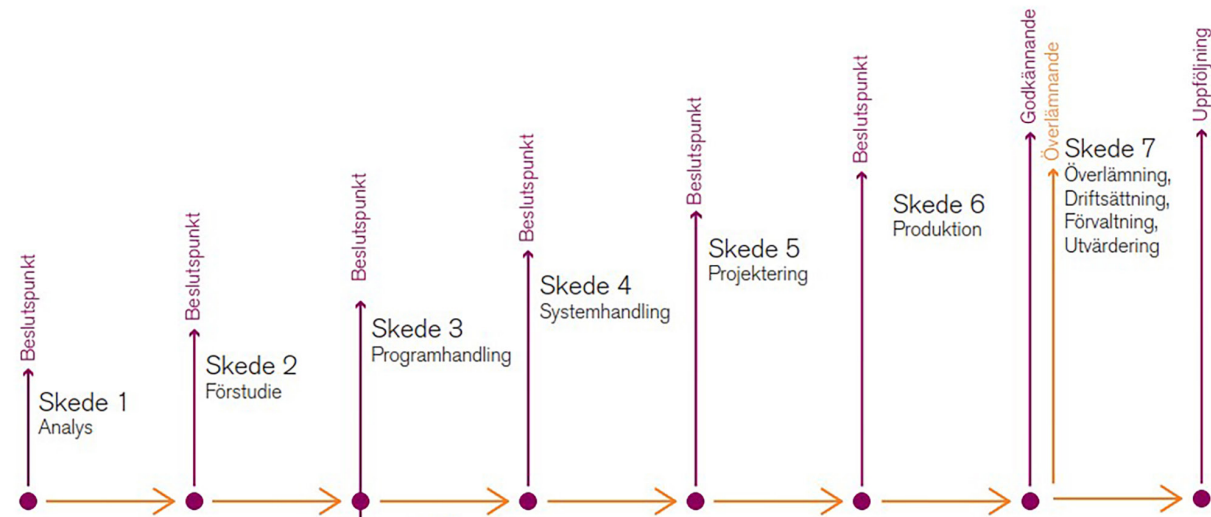 Beslutspunkt
Skede 1
Analys
Beslutspunkt
Skede 2
Förstudie
Beslutspunkt
Skede 3
Programhandling
Beslutspunkt
Skede 4
Systemhandling
Beslutspunkt
Skede 5
Projektering
Beslutspunkt
Skede 6
Produktion
Godkännande
Överlämnande
Skede 7
Överlämning,
Driftsättning,
Förvaltning,
Utvärdering
Uppföljning